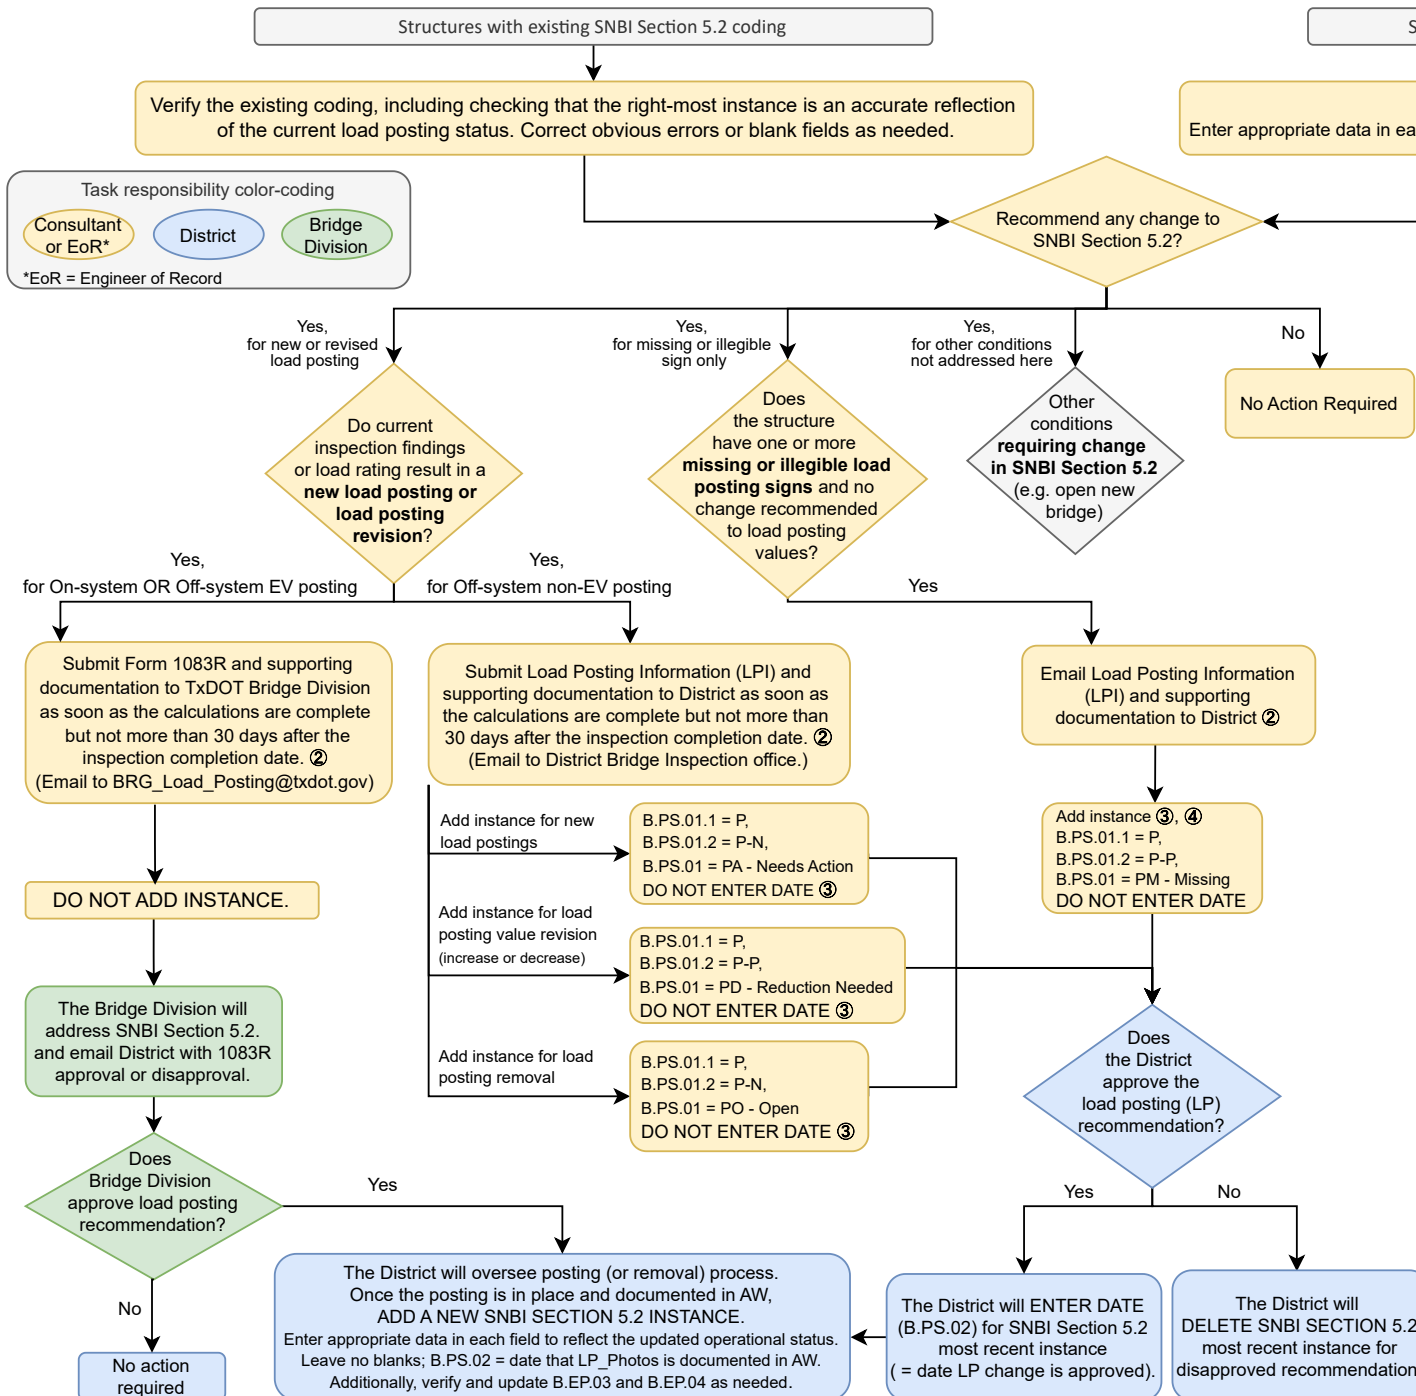 Structures with existing SNBI Section 5.2 coding
S
Verify the existing coding, including checking that the right-most instance is an accurate reflection
of the current load posting status. Correct obvious errors or blank fields as needed.
Enter appropriate data in ea
Task responsibility color-coding
Consultant
or EoR*
District
Bridge
Division
*EoR = Engineer of Record
Recommend any change to
SNBI Section 5.2?
Yes,
for new or revised
load posting
Yes,
for missing or illegible
sign only
Yes,
for other conditions
not addressed here
No
Do current
inspection findings
or load rating result in a
new load posting or
load posting
revision?
Does
the structure
have one or more
missing or illegible load
posting signs and no
change recommended
to load posting
values?
Other
conditions
requiring change
in SNBI Section 5.2
(e.g. open new
bridge)
No Action Required
Yes,
for On-system OR Off-system EV posting
Yes,
for Off-system non-EV posting
Yes
Submit Form 1083R and supporting
documentation to TxDOT Bridge Division
as soon as the calculations are complete
but not more than 30 days after the
inspection completion date. ②
(Email to BRG_Load_Posting@txdot.gov)
Submit Load Posting Information (LPI) and
supporting documentation to District as soon as
the calculations are complete but not more than
30 days after the inspection completion date. ②
(Email to District Bridge Inspection office.)
Email Load Posting Information
(LPI) and supporting
documentation to District ②
Add instance for new
load postings
B.PS.01.1 = P,
B.PS.01.2 = P-N,
B.PS.01 = PA - Needs Action
DO NOT ENTER DATE ③
Add instance ③, ④
B.PS.01.1 = P,
B.PS.01.2 = P-P,
B.PS.01 = PM - Missing
DO NOT ENTER DATE
DO NOT ADD INSTANCE.
Add instance for load
posting value revision
(increase or decrease)
B.PS.01.1 = P,
B.PS.01.2 = P-P,
B.PS.01 = PD - Reduction Needed
DO NOT ENTER DATE ③
The Bridge Division will
address SNBI Section 5.2.
and email District with 1083R
approval or disapproval.
Add instance for load
posting removal
B.PS.01.1 = P,
B.PS.01.2 = P-N,
B.PS.01 = PO - Open
DO NOT ENTER DATE ③
Does
the District
approve the
load posting (LP)
recommendation?
Does
Bridge Division
approve load posting
recommendation?
Yes
Yes
No
No
The District will oversee posting (or removal) process.
Once the posting is in place and documented in AW,
ADD A NEW SNBI SECTION 5.2 INSTANCE.
Enter appropriate data in each field to reflect the updated operational status.
Leave no blanks; B.PS.02 = date that LP_Photos is documented in AW.
Additionally, verify and update B.EP.03 and B.EP.04 as needed.
The District will ENTER DATE
(B.PS.02) for SNBI Section 5.2
most recent instance
( = date LP change is approved).
The District will
DELETE SNBI SECTION 5.2
most recent instance for
disapproved recommendation
No action
required